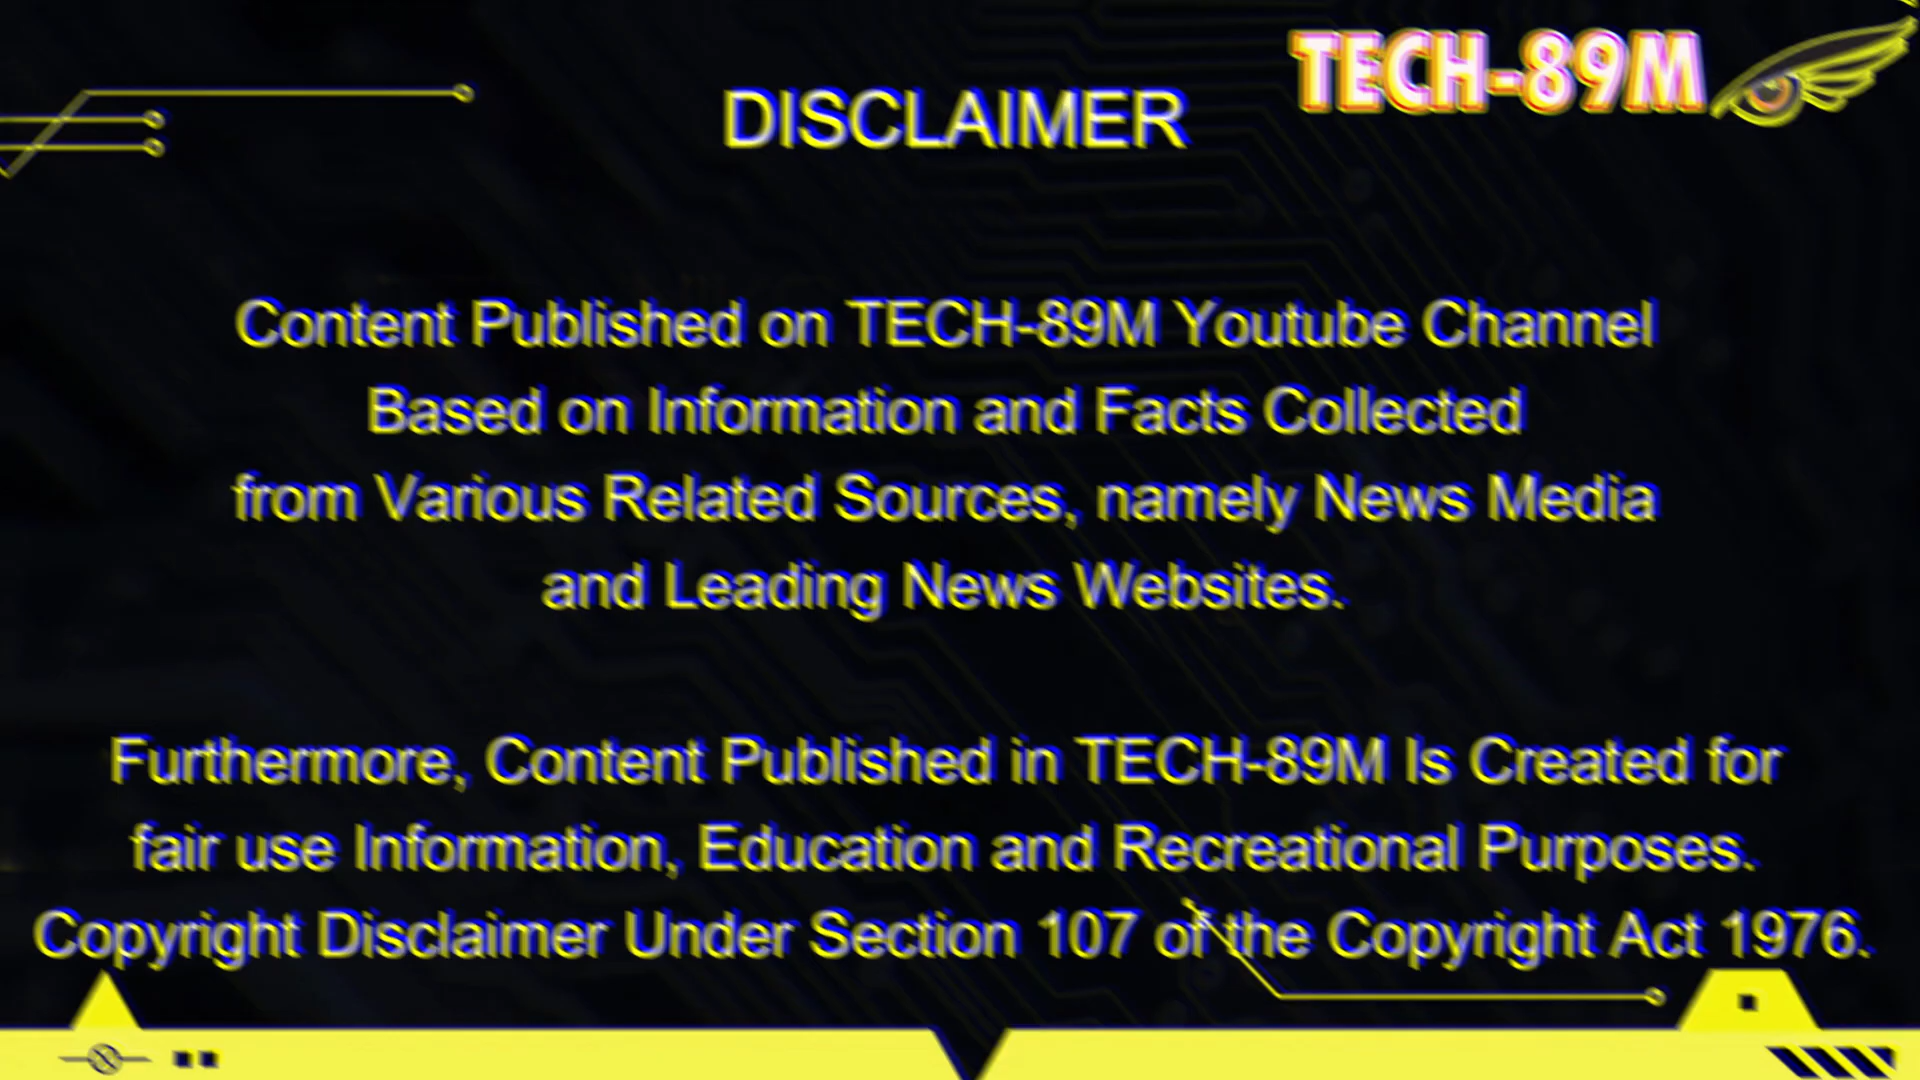 TECH-89M
DISCLAIMER
Content Published on TECH-89M Youtube Channel
Based on Information and Facts Collected
from Various Related Sources, namely News Media
and Leading News Websites.
Furthermore, Content Published in TECH-89M Is Created for
fair use Information, Education and Recreational Purposes.
Copyright Disclaimer Under Section 107 of the Copyright Act 1976.